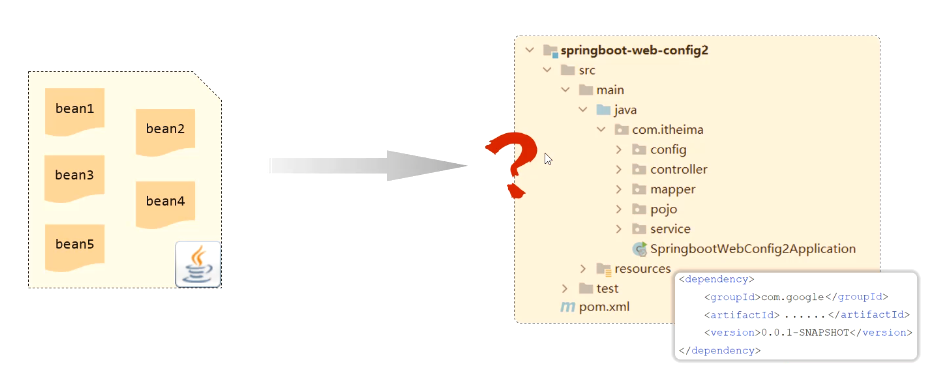 bean1
bean2
bean3
bean4
bean5
?
springboot-web-config2
src
main
java
com.itheima
config
controller
mapper
pojo
service
SpringbootWebConfig2Application
resources
test
pom.xml
<dependency>
<groupId>com.google</groupId>
<artifactId> ......</artifactId>
<version>0.0.1-SNAPSHOT</version>
</dependency>